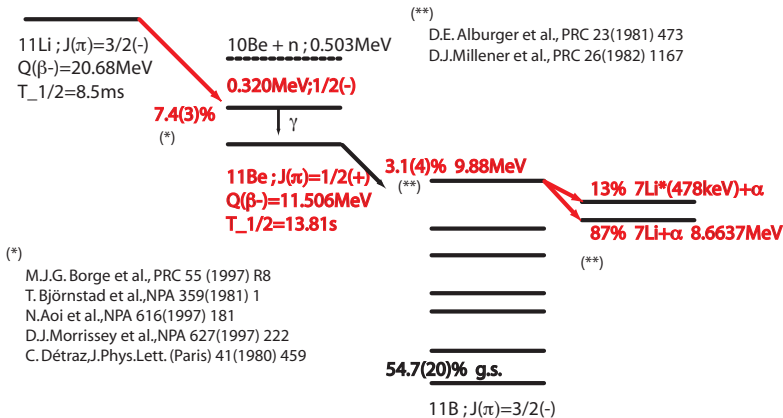 11Li ; J(π)=3/2(-)
Q(β-)=20.68MeV
T_1/2=8.5ms
10Be + n ; 0.503MeV
0.320MeV;1/2(-)
7.4(3)%
(*)
γ
11Be ; J(π)=1/2(+)
Q(β-)=11.506MeV
T_1/2=13.81s
(**)
D.E. Alburger et al., PRC 23(1981) 473
D.J.Millener et al., PRC 26(1982) 1167
3.1(4)% 9.88MeV
(**)
13% 7Li*(478keV)+α
87% 7Li+α 8.6637MeV
(**)
(*)
M.J.G. Borge et al., PRC 55 (1997) R8
T. Björnstad et al.,NPA 359(1981) 1
N.Aoi et al.,NPA 616(1997) 181
D.J.Morrissey et al.,NPA 627(1997) 222
C. Détraz,J.Phys.Lett. (Paris) 41(1980) 459
54.7(20)% g.s.
11B ; J(π)=3/2(-)